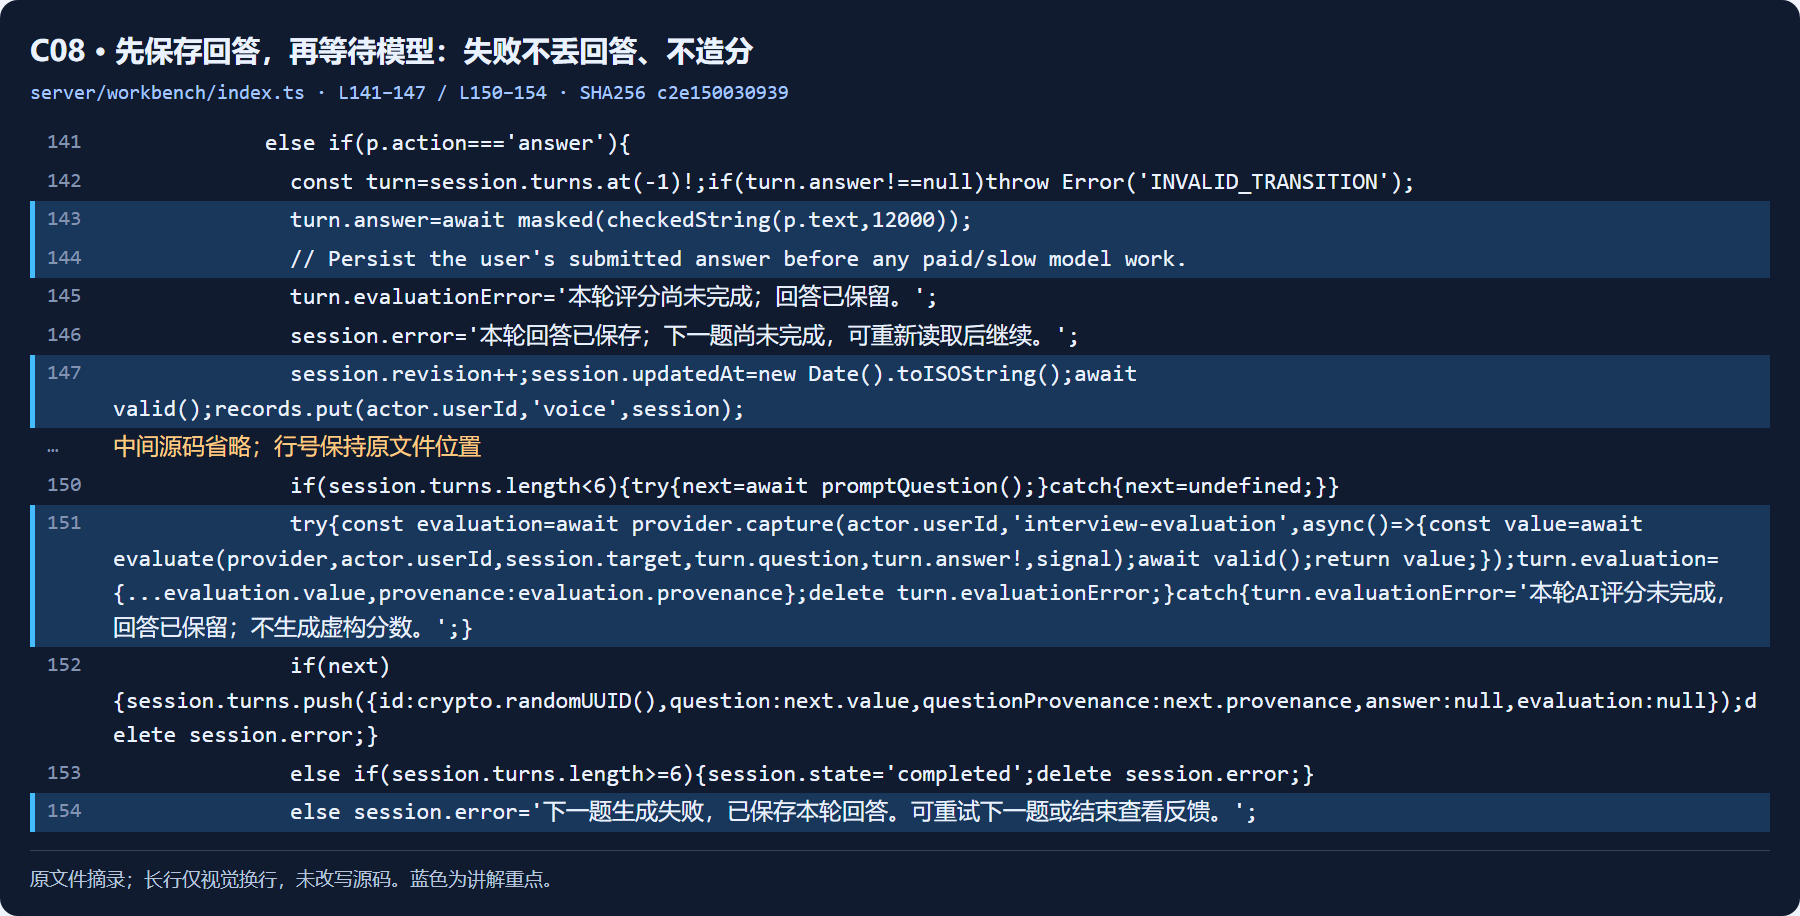 C08 • 先保存回答，再等待模型：失败不丢回答、不造分
server/workbench/index.ts · L141–147 / L150–154 · SHA256 c2e150030939
141 else if(p.action==='answer'){
142 const turn=session.turns.at(-1)!;if(turn.answer!==null)throw Error('INVALID_TRANSITION');
143 turn.answer=await masked(checkedString(p.text,12000));
144 // Persist the user's submitted answer before any paid/slow model work.
145 turn.evaluationError='本轮评分尚未完成；回答已保留。';
146 session.error='本轮回答已保存；下一题尚未完成，可重新读取后继续。';
147 session.revision++;session.updatedAt=new Date().toISOString();await
valid();records.put(actor.userId,'voice',session);
… 中间源码省略；行号保持原文件位置
150 if(session.turns.length<6){try{next=await promptQuestion();}catch{next=undefined;}}
151 try{const evaluation=await provider.capture(actor.userId,'interview-evaluation',async()=>{const value=await
evaluate(provider,actor.userId,session.target,turn.question,turn.answer!,signal);await valid();return value;});turn.evaluation=
{...evaluation.value,provenance:evaluation.provenance};delete turn.evaluationError;}catch{turn.evaluationError='本轮AI评分未完成，
回答已保留；不生成虚构分数。';}
152 if(next)
{session.turns.push({id:crypto.randomUUID(),question:next.value,questionProvenance:next.provenance,answer:null,evaluation:null});d
elete session.error;}
153 else if(session.turns.length>=6){session.state='completed';delete session.error;}
154 else session.error='下一题生成失败，已保存本轮回答。可重试下一题或结束查看反馈。';
原文件摘录；长行仅视觉换行，未改写源码。蓝色为讲解重点。